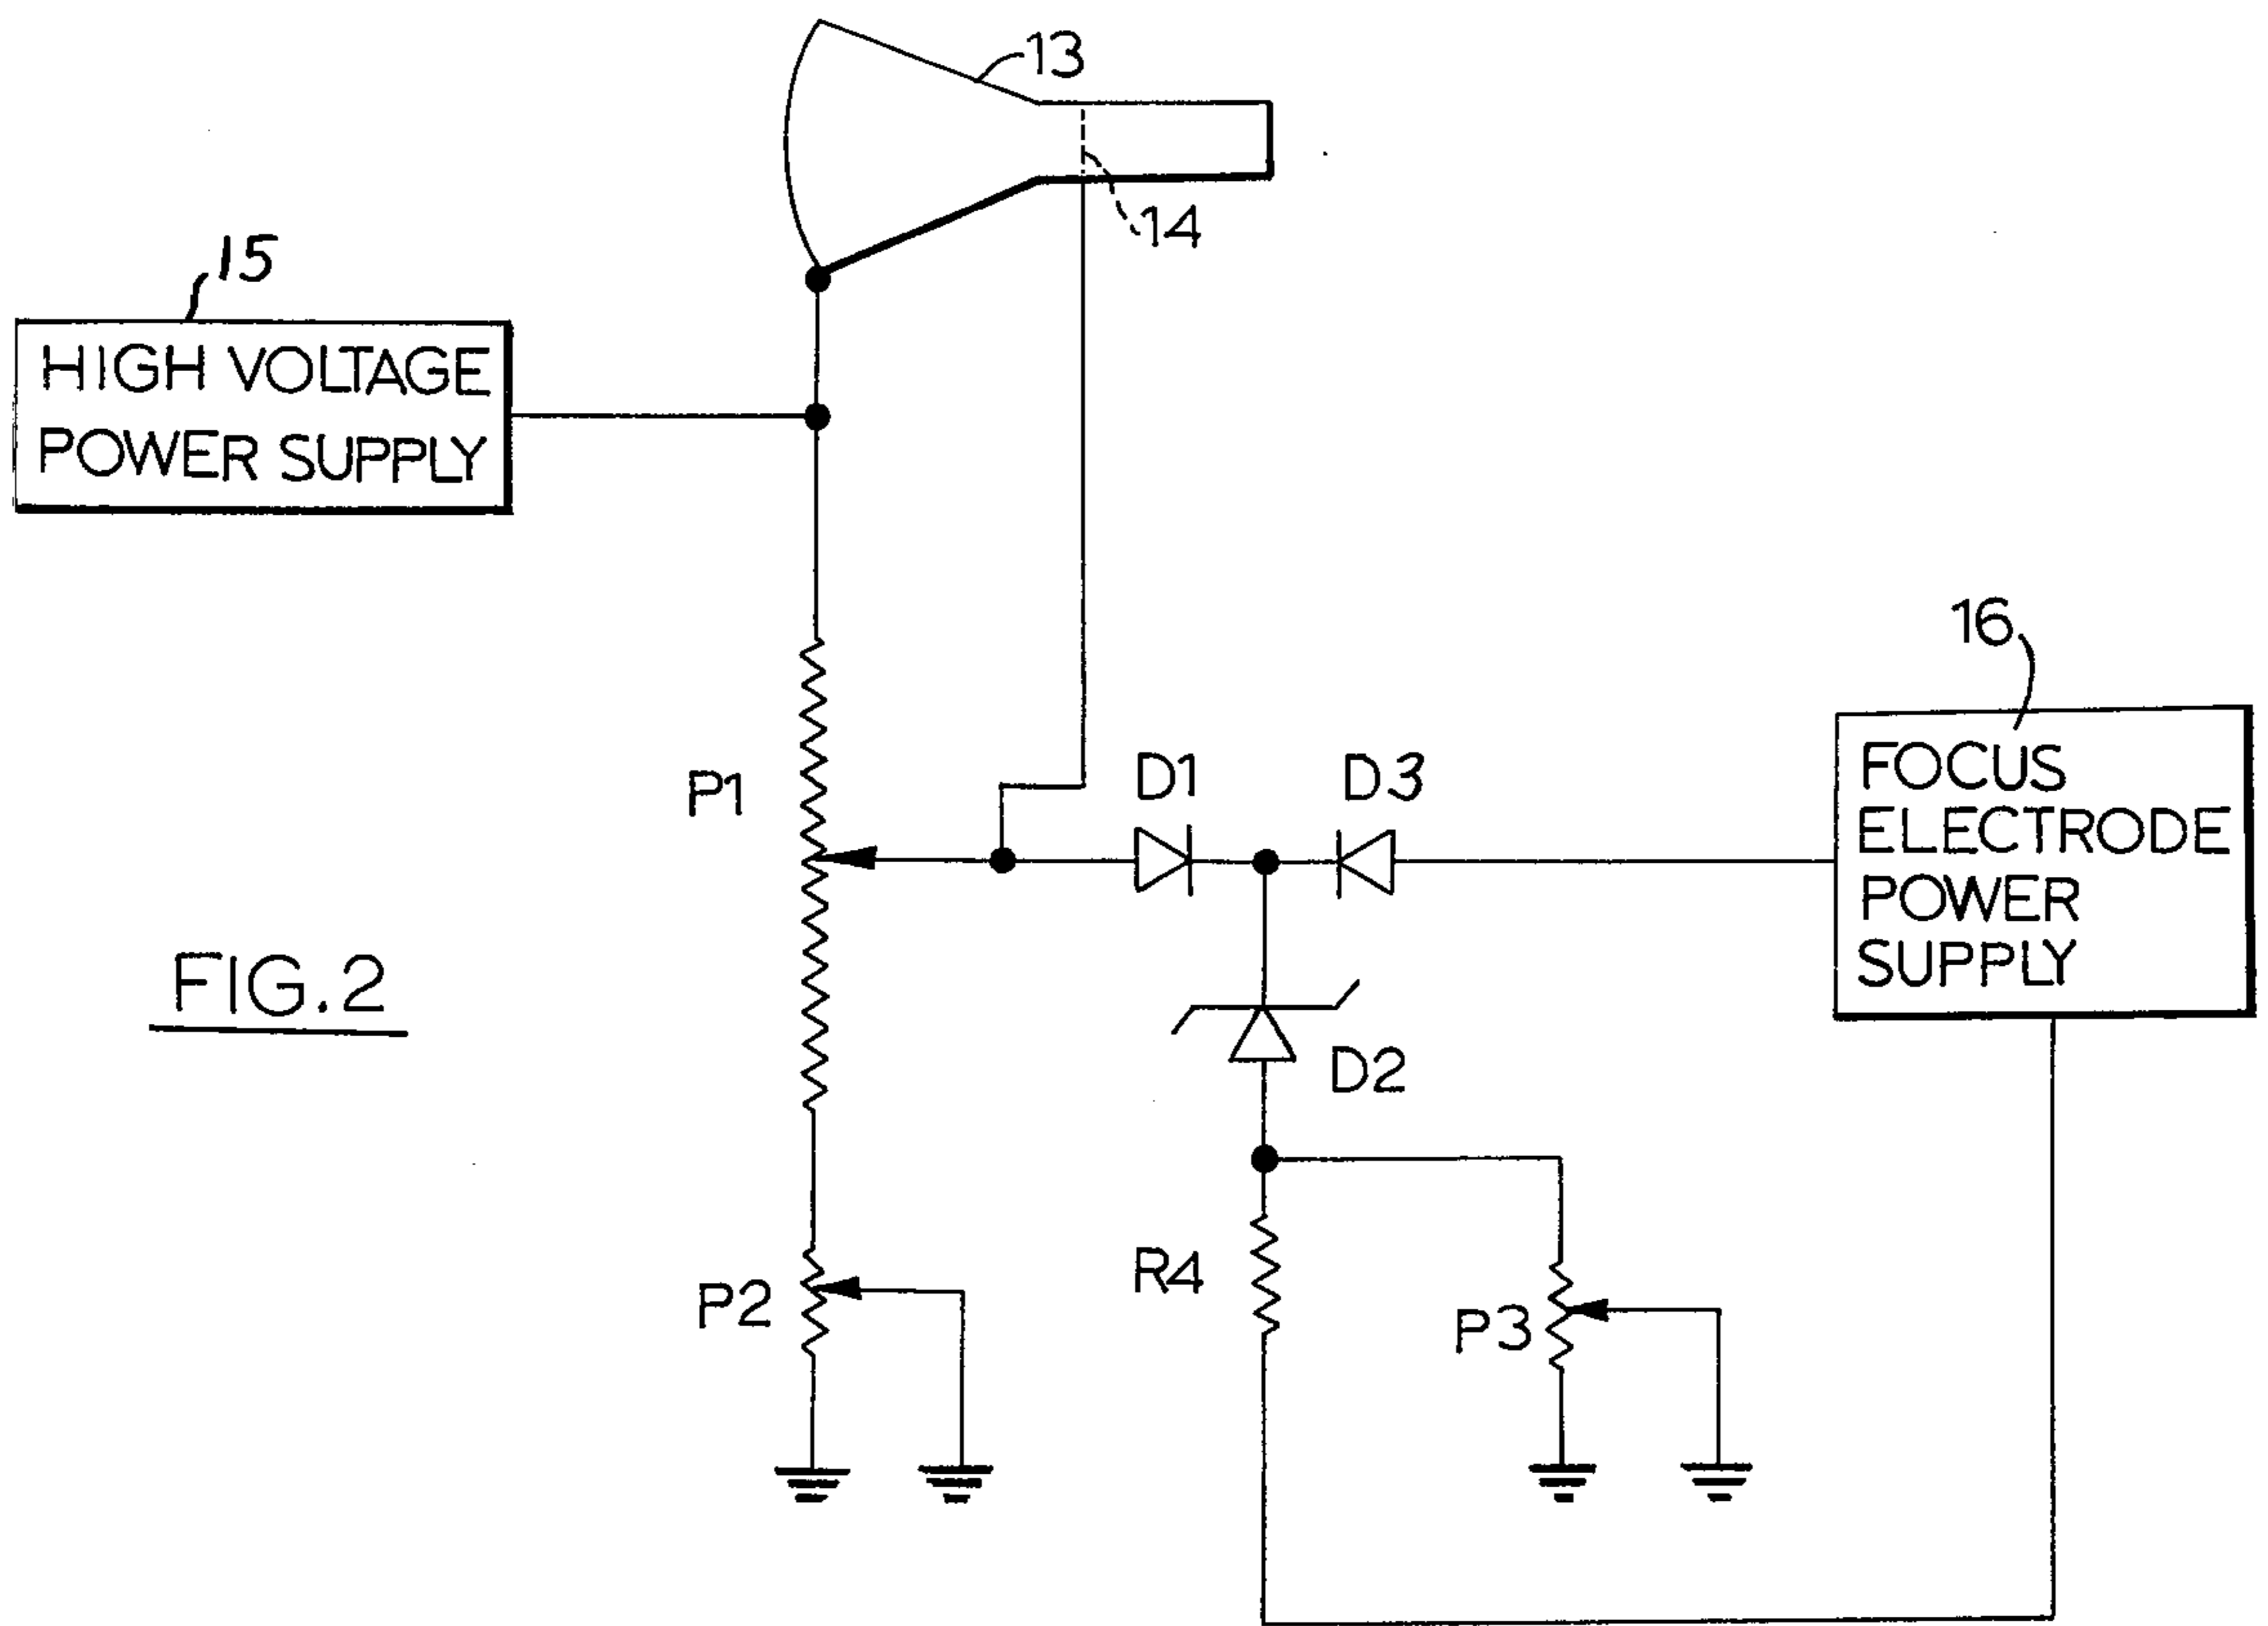 13
14
15
HIGH VOLTAGE
POWER SUPPLY
16
P1
D1
D3
FOCUS
ELECTRODE
POWER
SUPPLY
FIG.2
D2
R4
P2
P3